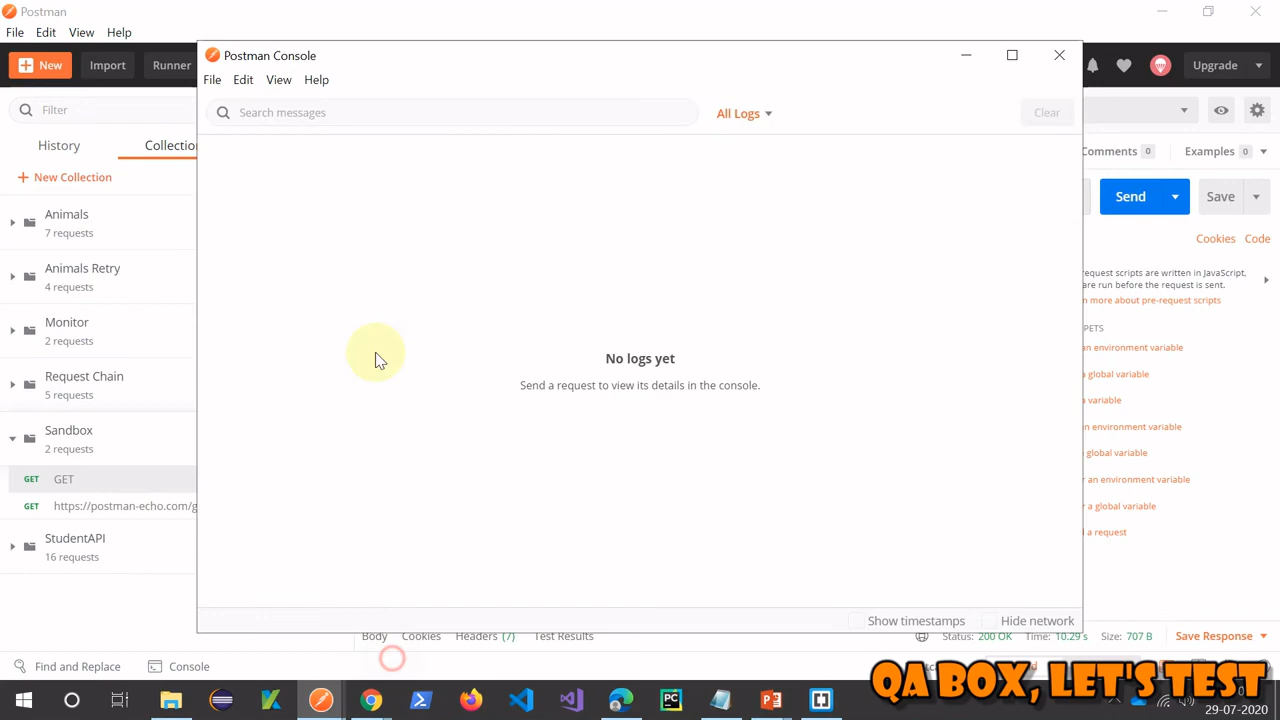 Postman
File Edit View Help
New Import Runner
Upgrade
Filter
History Collectio
New Collection
Animals
7 requests
Animals Retry
4 requests
Monitor
2 requests
Request Chain
5 requests
Sandbox
2 requests
GET GET
GET https://postman-echo.com/g
StudentAPI
16 requests
Postman Console
File Edit View Help
Search messages
All Logs
Clear
No logs yet
Send a request to view its details in the console.
Show timestamps Hide network
Comments 0 Examples 0
Send Save
Cookies Code
request scripts are written in JavaScript,
are run before the request is sent.
n more about pre-request scripts
PETS
an environment variable
a global variable
a variable
n environment variable
e global variable
r an environment variable
r a global variable
d a request
Body Cookies Headers (7) Test Results
Status: 200 OK Time: 10.29 s Size: 707 B Save Response
Find and Replace Console
QA BOX, LET'S TEST
29-07-2020